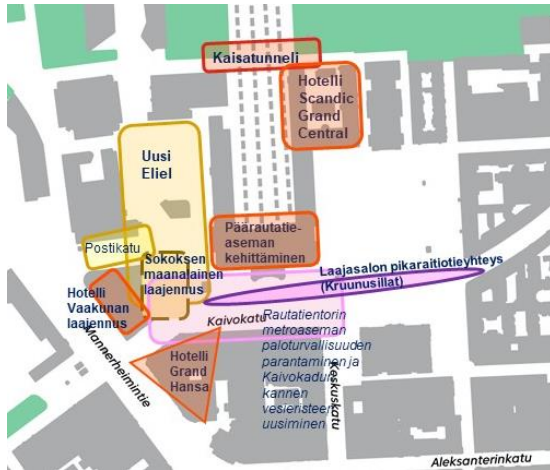 Kaisatunneli
Hotelli
Scandic
Grand
Central
Uusi
Eliel
Postikatu
Päärautatie-
aseman
kehittäminen
Sokoksen
maanalainen
laajennus
Laajasalon pikaraitiotieyhteys
(Kruunusillat)
Hotelli
Vaakunan
laajennus
Kaivokatu
Rautatientorin
metroaseman
paloturvallisuuden
parantaminen ja
Kaivokadun
kannen
vesieristeen
uusiminen
Hotelli
Grand
Hansa
Mannerheimintie
Keskuskatu
Aleksanterinkatu